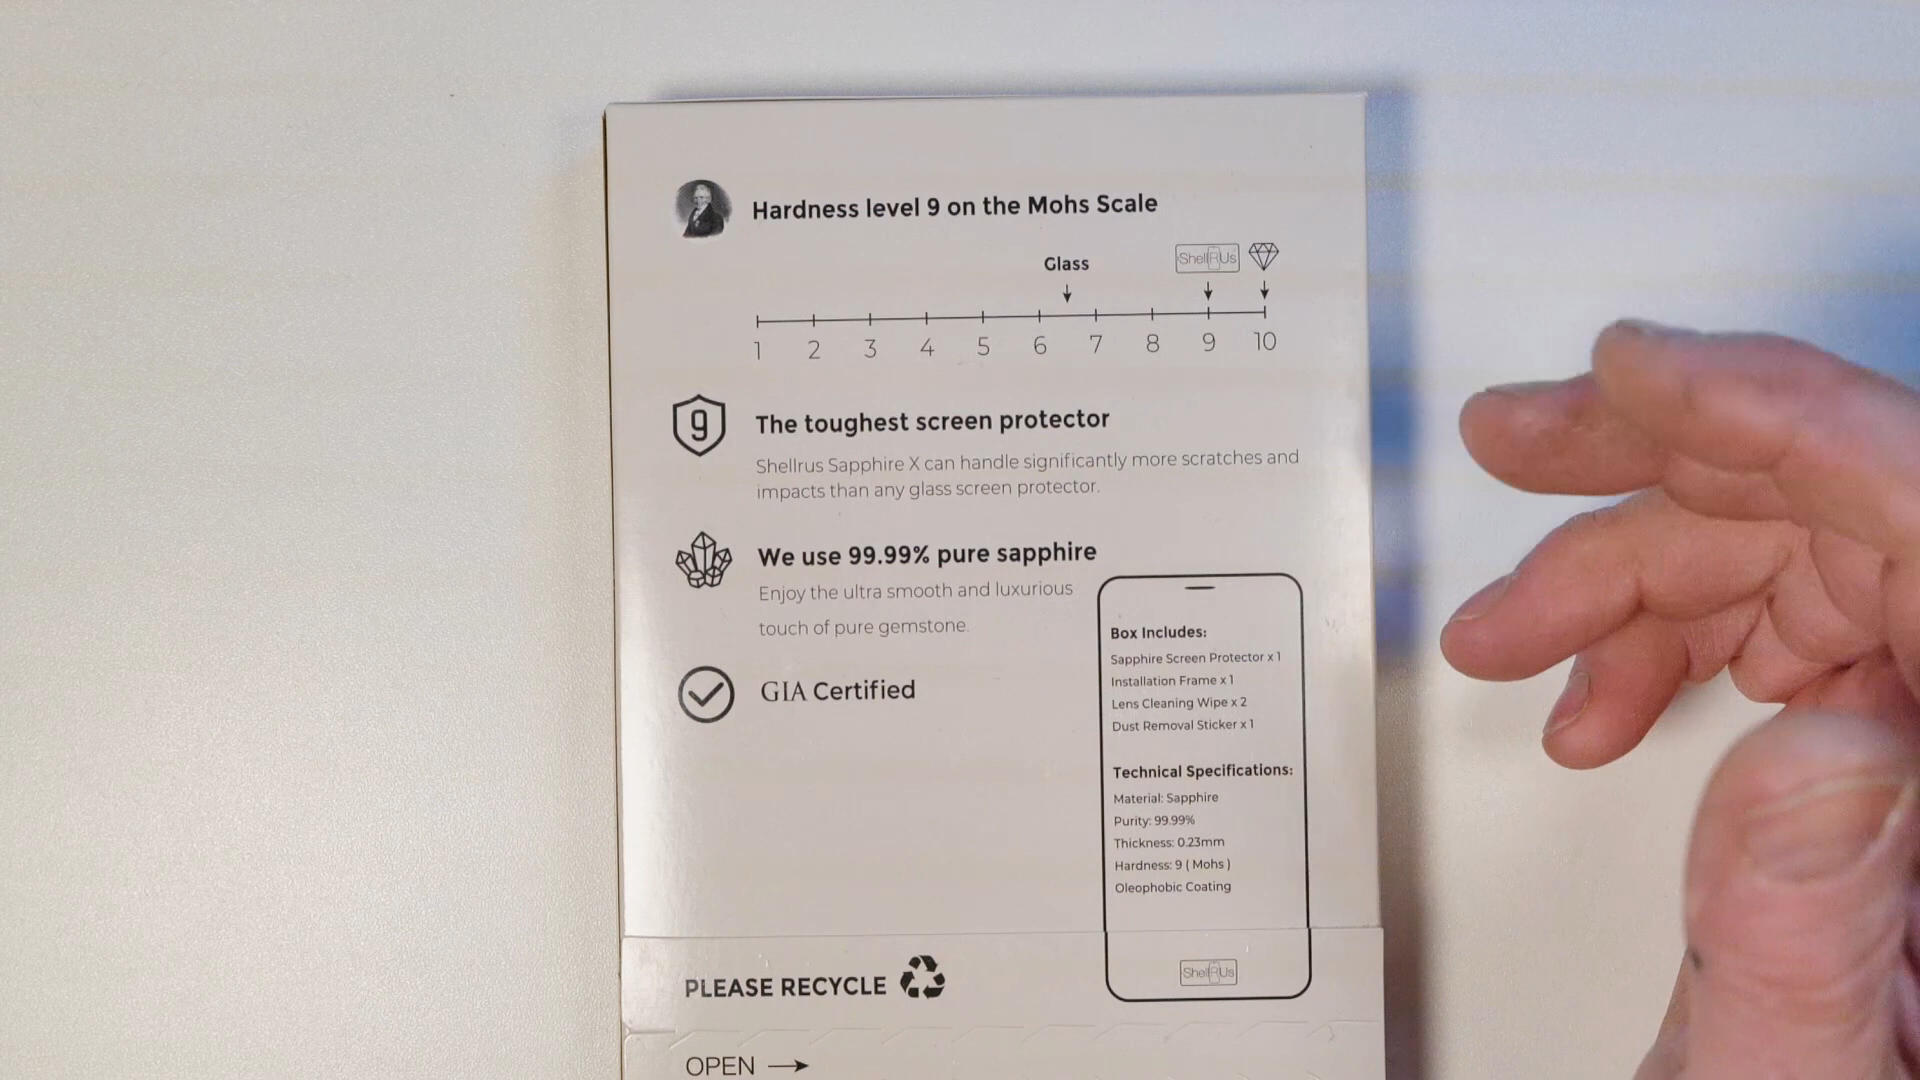 Hardness level 9 on the Mohs Scale
Glass
ShellRUs
1 2 3 4 5 6 7 8 9 10
9
The toughest screen protector
Shellrus Sapphire X can handle significantly more scratches and
impacts than any glass screen protector.
We use 99.99% pure sapphire
Enjoy the ultra smooth and luxurious
touch of pure gemstone.
GIA Certified
Box Includes:
Sapphire Screen Protector x 1
Installation Frame x 1
Lens Cleaning Wipe x 2
Dust Removal Sticker x 1
Technical Specifications:
Material: Sapphire
Purity: 99.99%
Thickness: 0.23mm
Hardness: 9 ( Mohs )
Oleophobic Coating
ShellRUs
PLEASE RECYCLE
OPEN